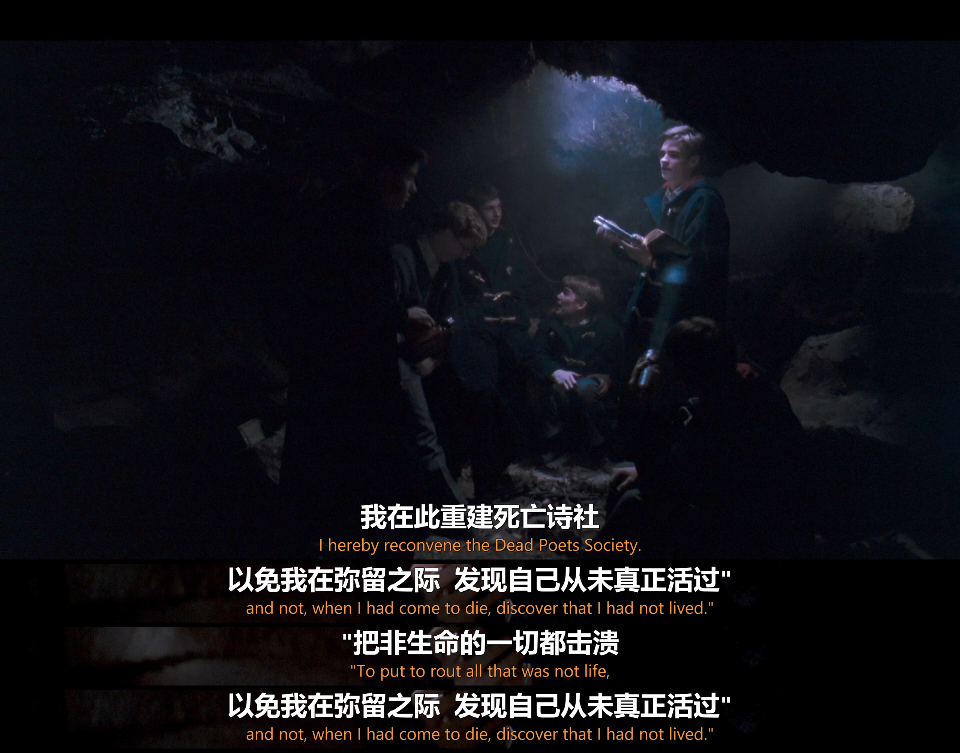 我在此重建死亡诗社
I hereby reconvene the Dead Poets Society.
以免我在弥留之际 发现自己从未真正活过"
and not, when I had come to die, discover that I had not lived."
"把非生命的一切都击溃
"To put to rout all that was not life,
以免我在弥留之际 发现自己从未真正活过"
and not, when I had come to die, discover that I had not lived."